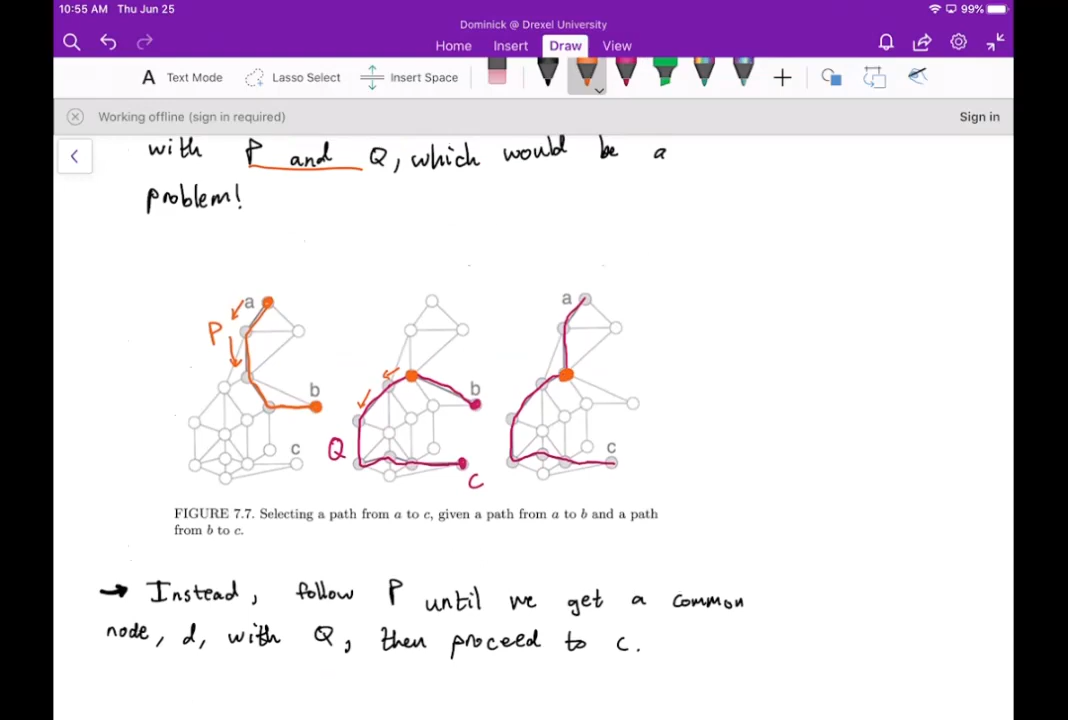 10:55 AM Thu Jun 25
99%
Dominick @ Drexel University
Home Insert Draw View
A Text Mode Lasso Select Insert Space
Working offline (sign in required) Sign in
with P and Q, which would be a
problem!
a
P
b
c
b
Q
c
a
c
FIGURE 7.7. Selecting a path from a to c, given a path from a to b and a path
from b to c.
→ Instead, follow P until we get a common
node, d, with Q, then proceed to c.